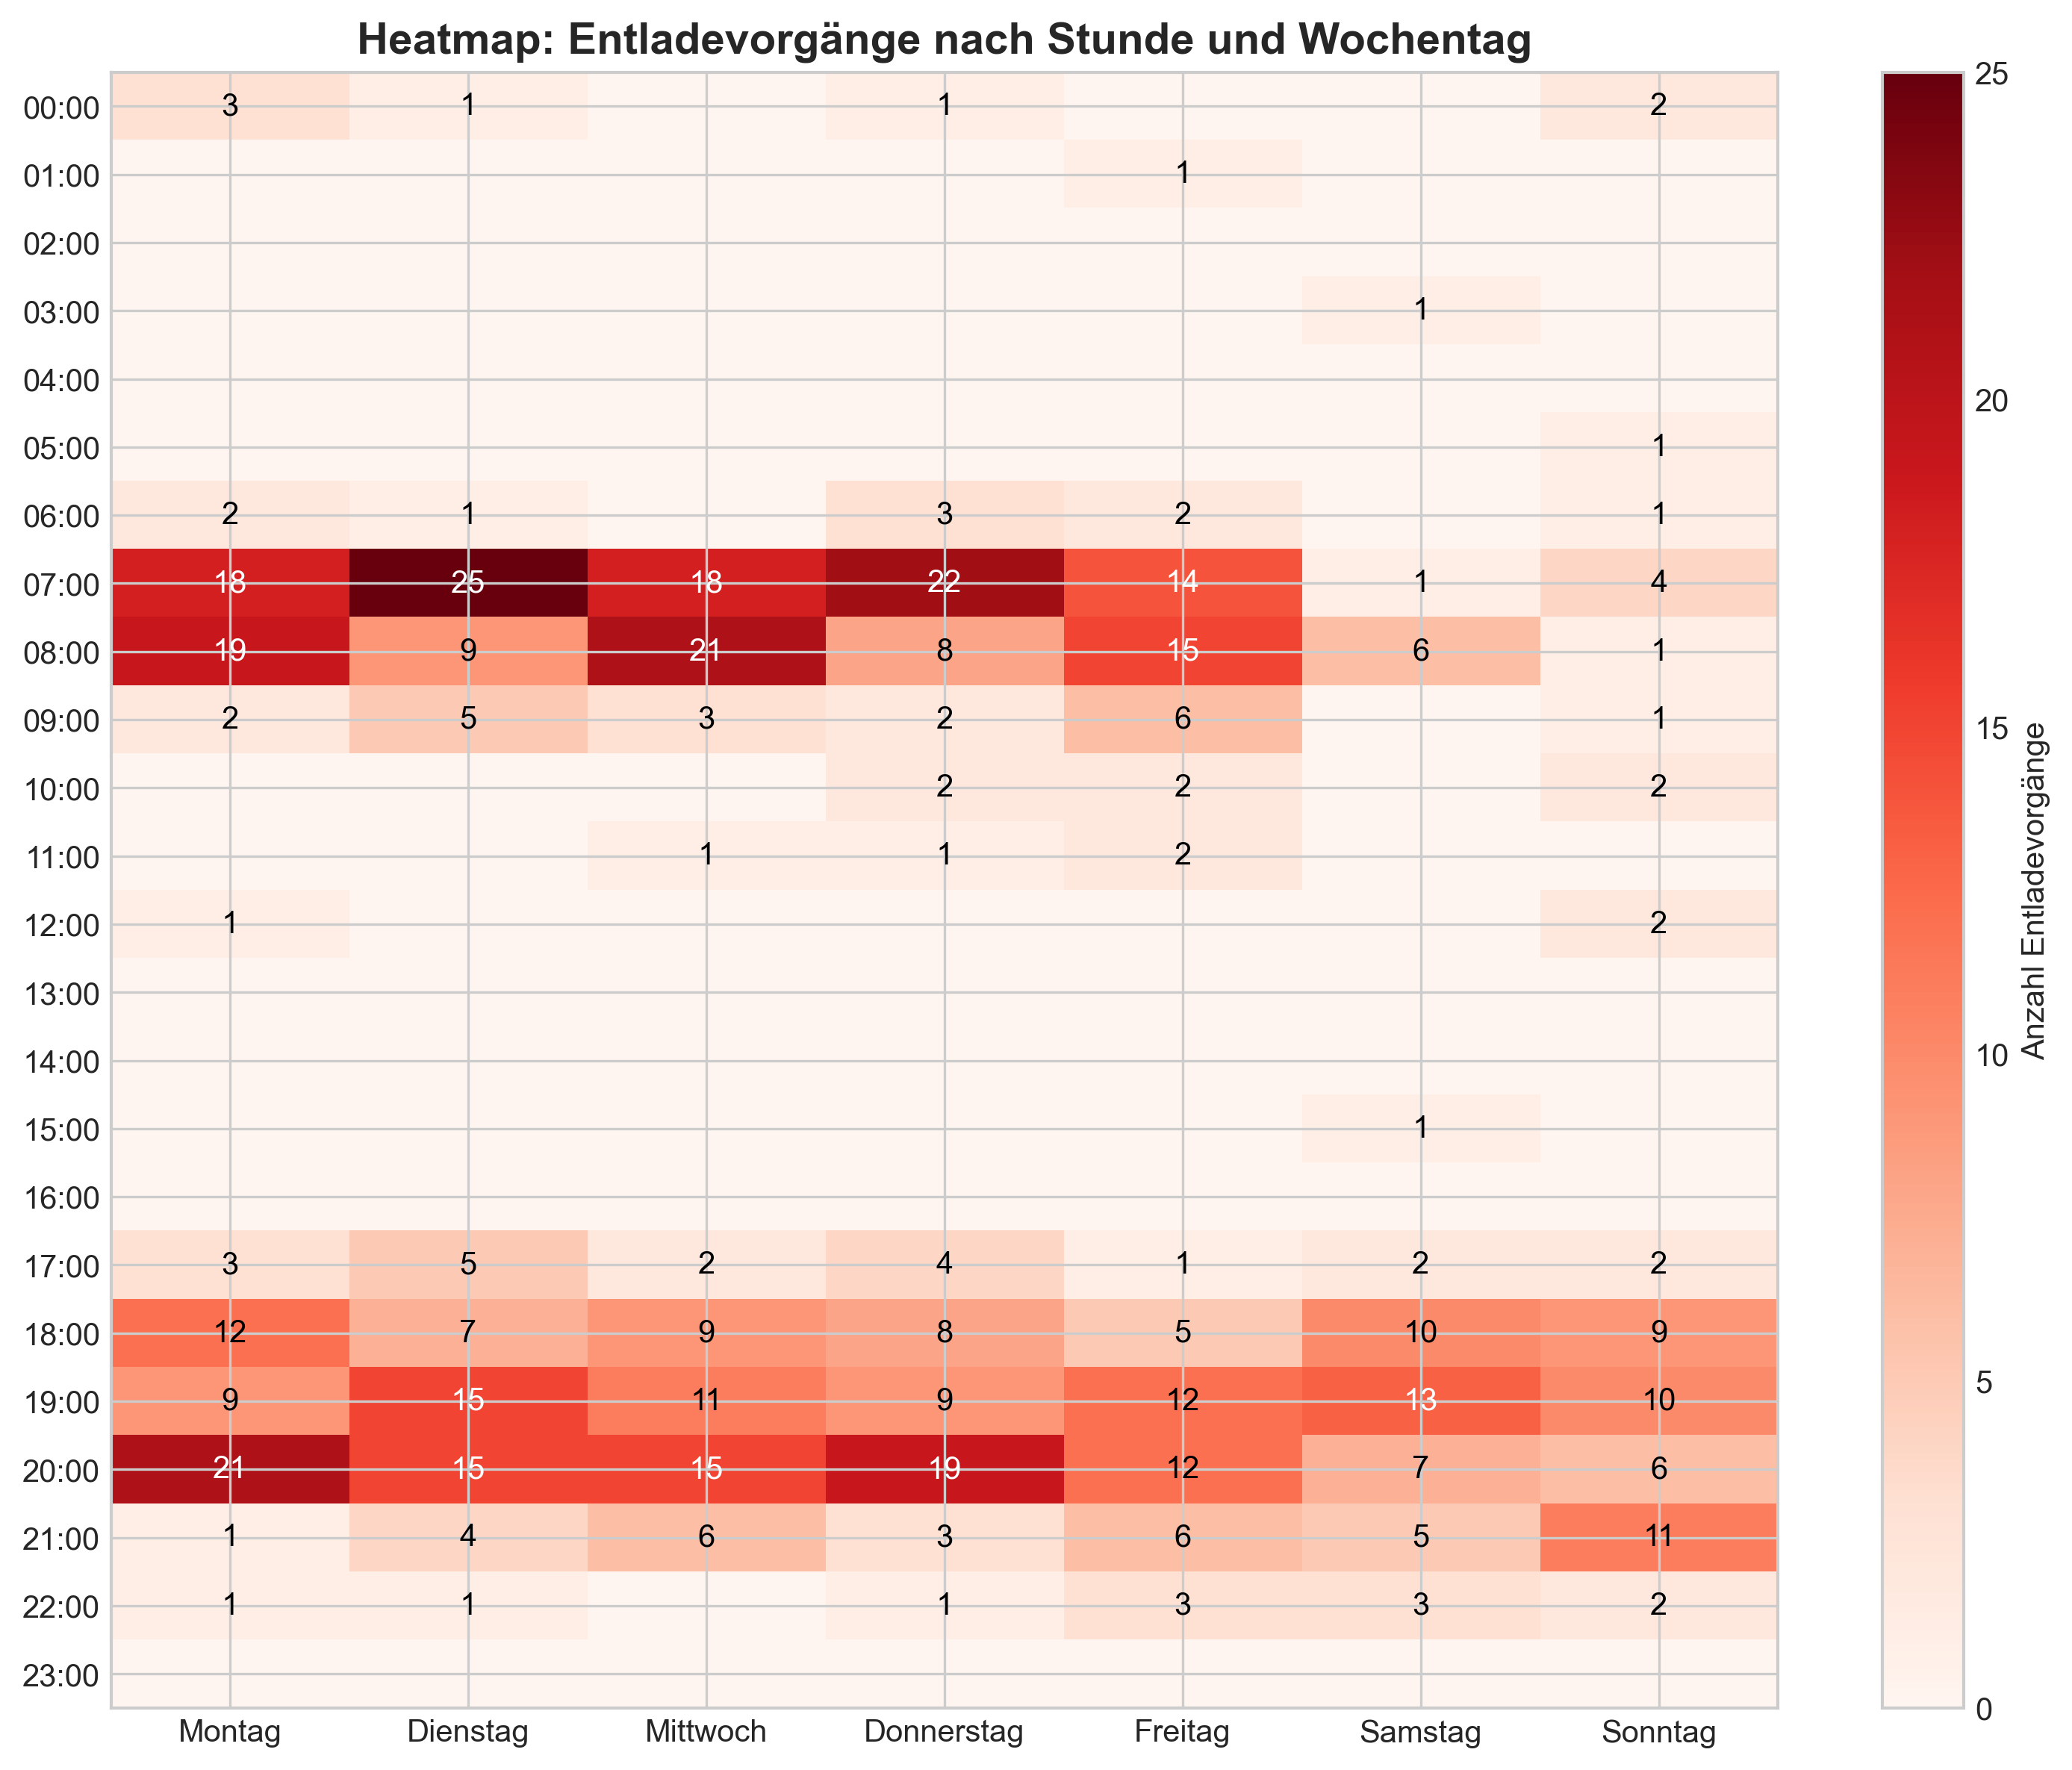 Heatmap: Entladevorgänge nach Stunde und Wochentag
00:00 3 1 1 2
01:00 1
02:00
03:00 1
04:00
05:00 1
06:00 2 1 3 2 1
07:00 18 25 18 22 14 1 4
08:00 19 9 21 8 15 6 1
09:00 2 5 3 2 6 1
10:00 2 2 2
11:00 1 1 2
12:00 1 2
13:00
14:00
15:00 1
16:00
17:00 3 5 2 4 1 2 2
18:00 12 7 9 8 5 10 9
19:00 9 15 11 9 12 13 10
20:00 21 15 15 19 12 7 6
21:00 1 4 6 3 6 5 11
22:00 1 1 1 3 3 2
23:00
Montag Dienstag Mittwoch Donnerstag Freitag Samstag Sonntag
25
20
15
10
5
0
Anzahl Entladevorgänge